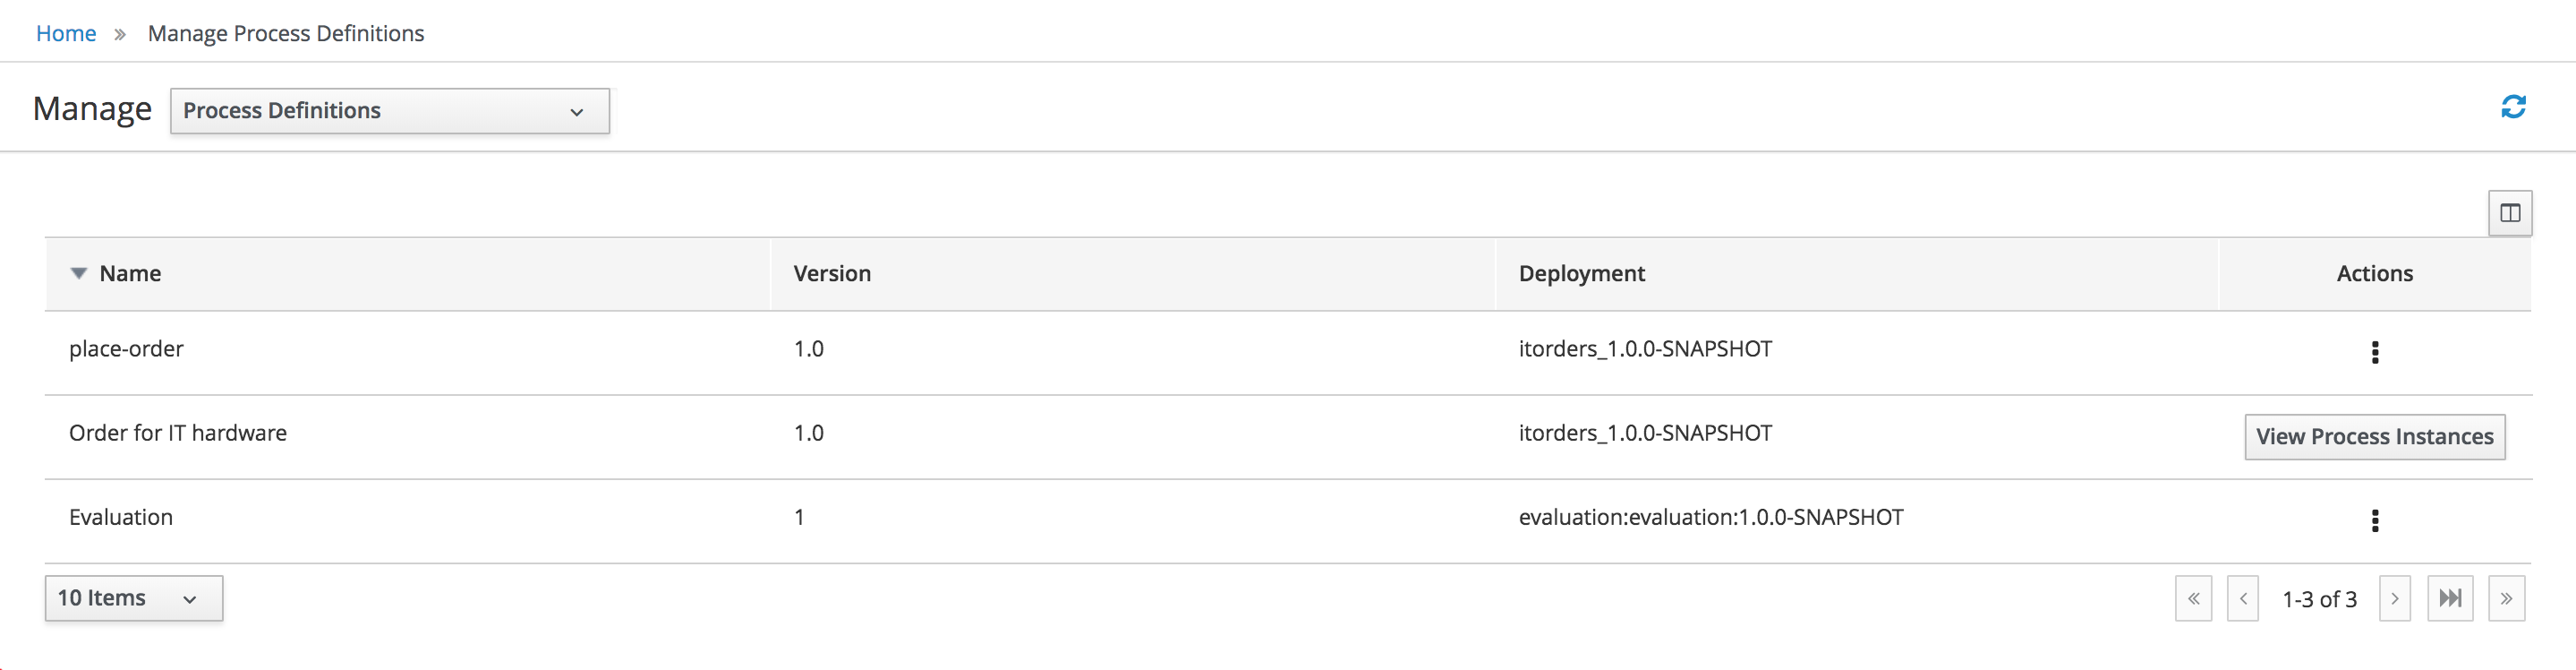 Home » Manage Process Definitions
Manage Process Definitions
Name Version Deployment Actions
place-order 1.0 itorders_1.0.0-SNAPSHOT
Order for IT hardware 1.0 itorders_1.0.0-SNAPSHOT View Process Instances
Evaluation 1 evaluation:evaluation:1.0.0-SNAPSHOT
10 Items 1-3 of 3